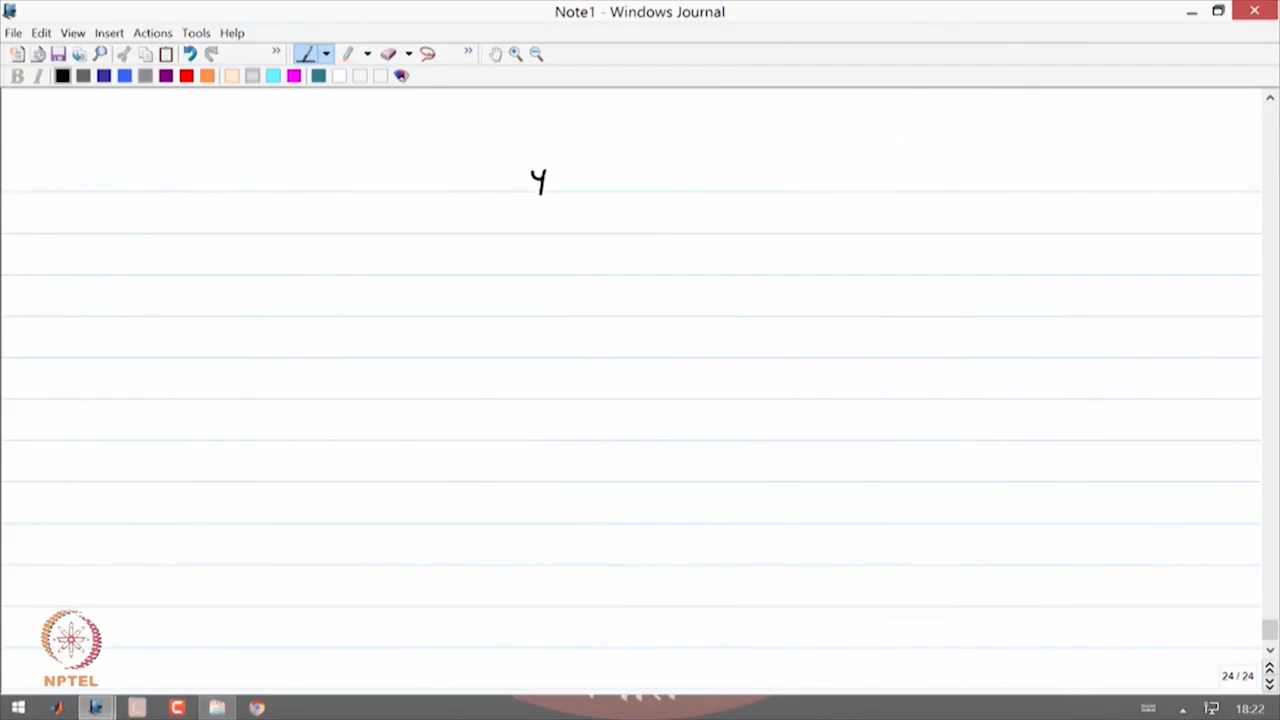 Note1 - Windows Journal
File Edit View Insert Actions Tools Help
B I
y
NPTEL
24 / 24
18:22